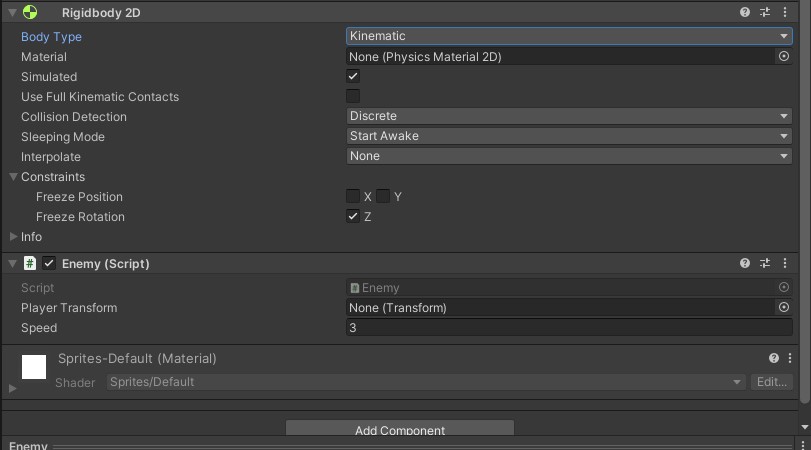 Rigidbody 2D
Body Type Kinematic
Material None (Physics Material 2D)
Simulated
Use Full Kinematic Contacts
Collision Detection Discrete
Sleeping Mode Start Awake
Interpolate None
Constraints
Freeze Position X Y
Freeze Rotation Z
Info
# Enemy (Script)
Script Enemy
Player Transform None (Transform)
Speed 3
Sprites-Default (Material)
Shader Sprites/Default Edit...
Add Component
Enemy